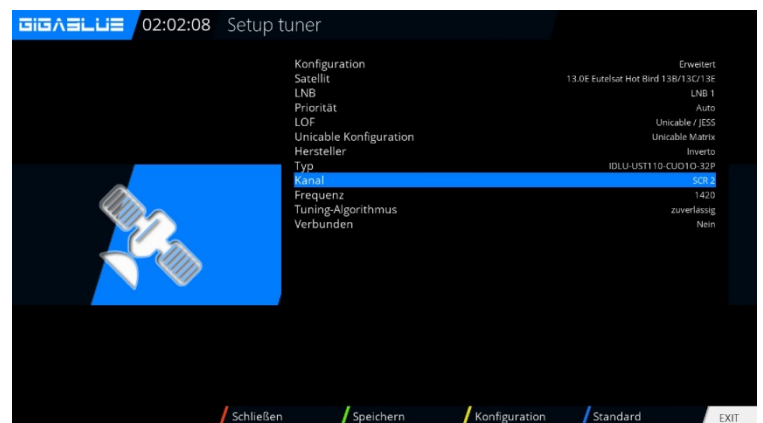 GIGABLUE 02:02:08 Setup tuner
Konfiguration Erweitert
Satellit 13.0E Eutelsat Hot Bird 13B/13C/13E
LNB LNB 1
Priorität Auto
LOF Unicable / JESS
Unicable Konfiguration Unicable Matrix
Hersteller Inverto
Typ IDLU-UST110-CUO1O-32P
Kanal SCR 2
Frequenz 1420
Tuning-Algorithmus zuverlässig
Verbunden Nein
Schließen Speichern Konfiguration Standard EXIT